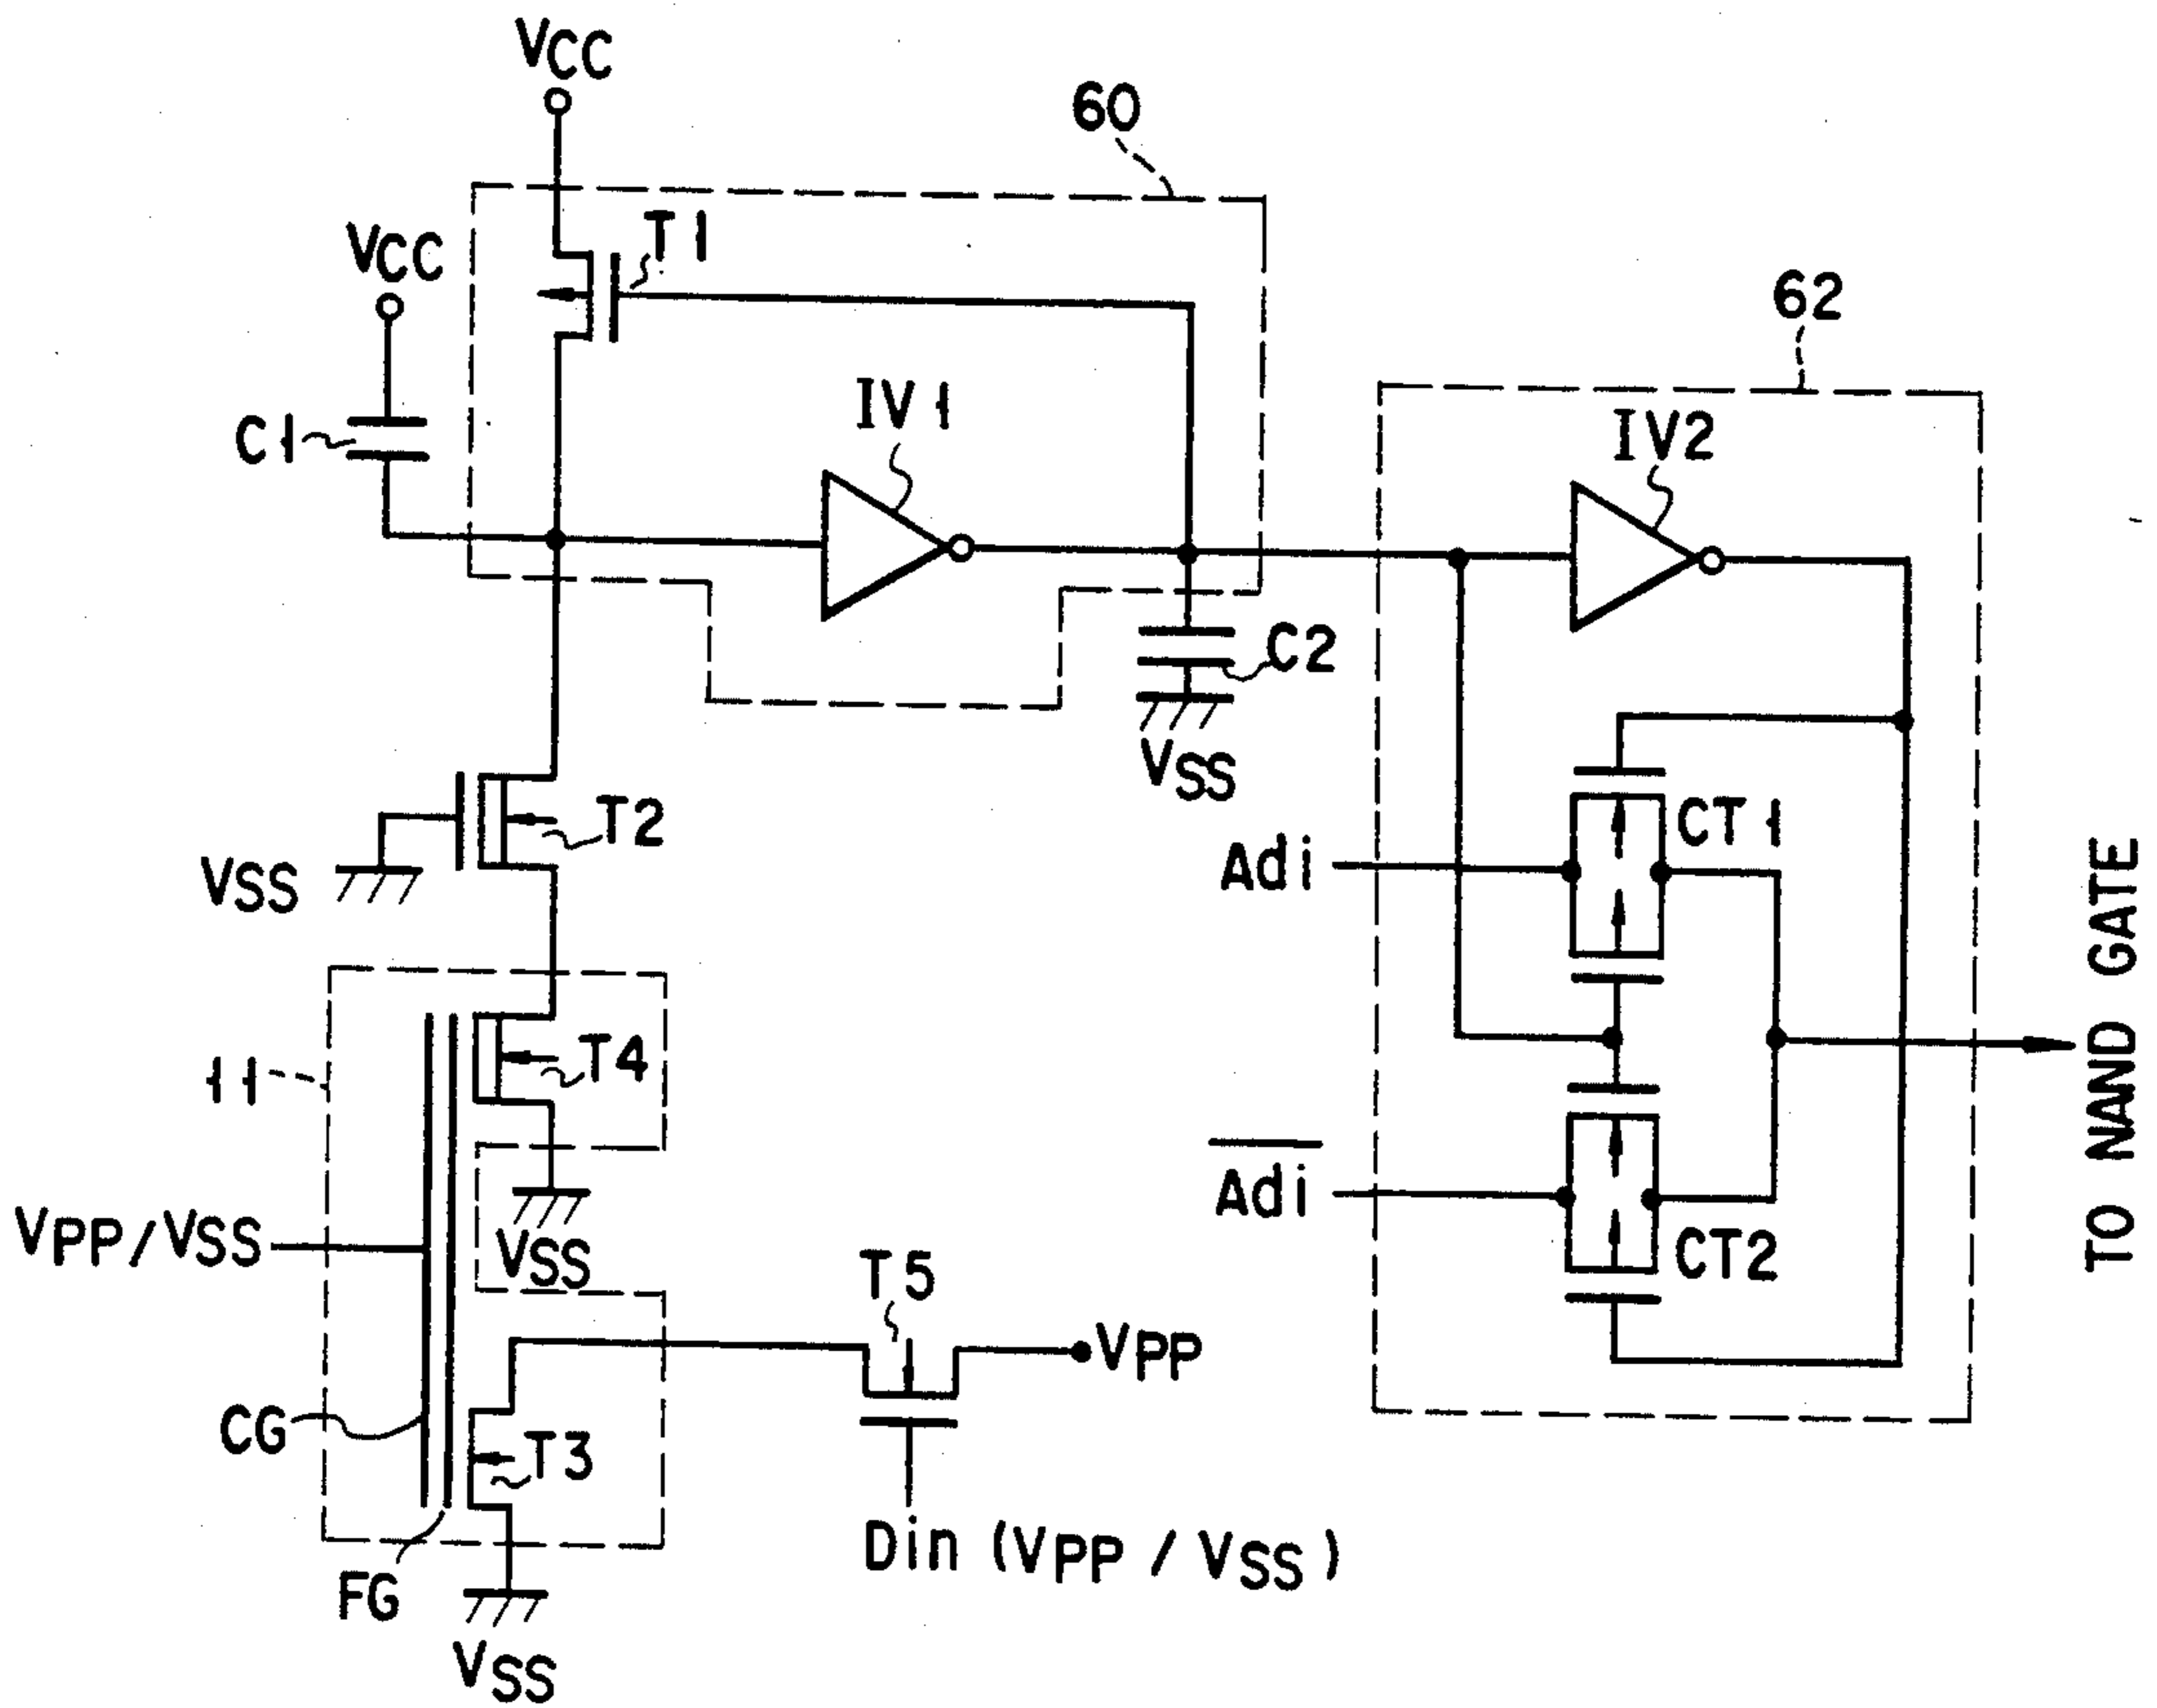 VCC
60
VCC
T1
62
C1
IV1
IV2
C2
VSS
T2
VSS
CT1
Adi
T4
11
A̅d̅i̅
VPP/VSS
VSS
T5
CT2
VPP
CG
T3
Din (VPP / VSS)
FG
VSS
TO NAND GATE